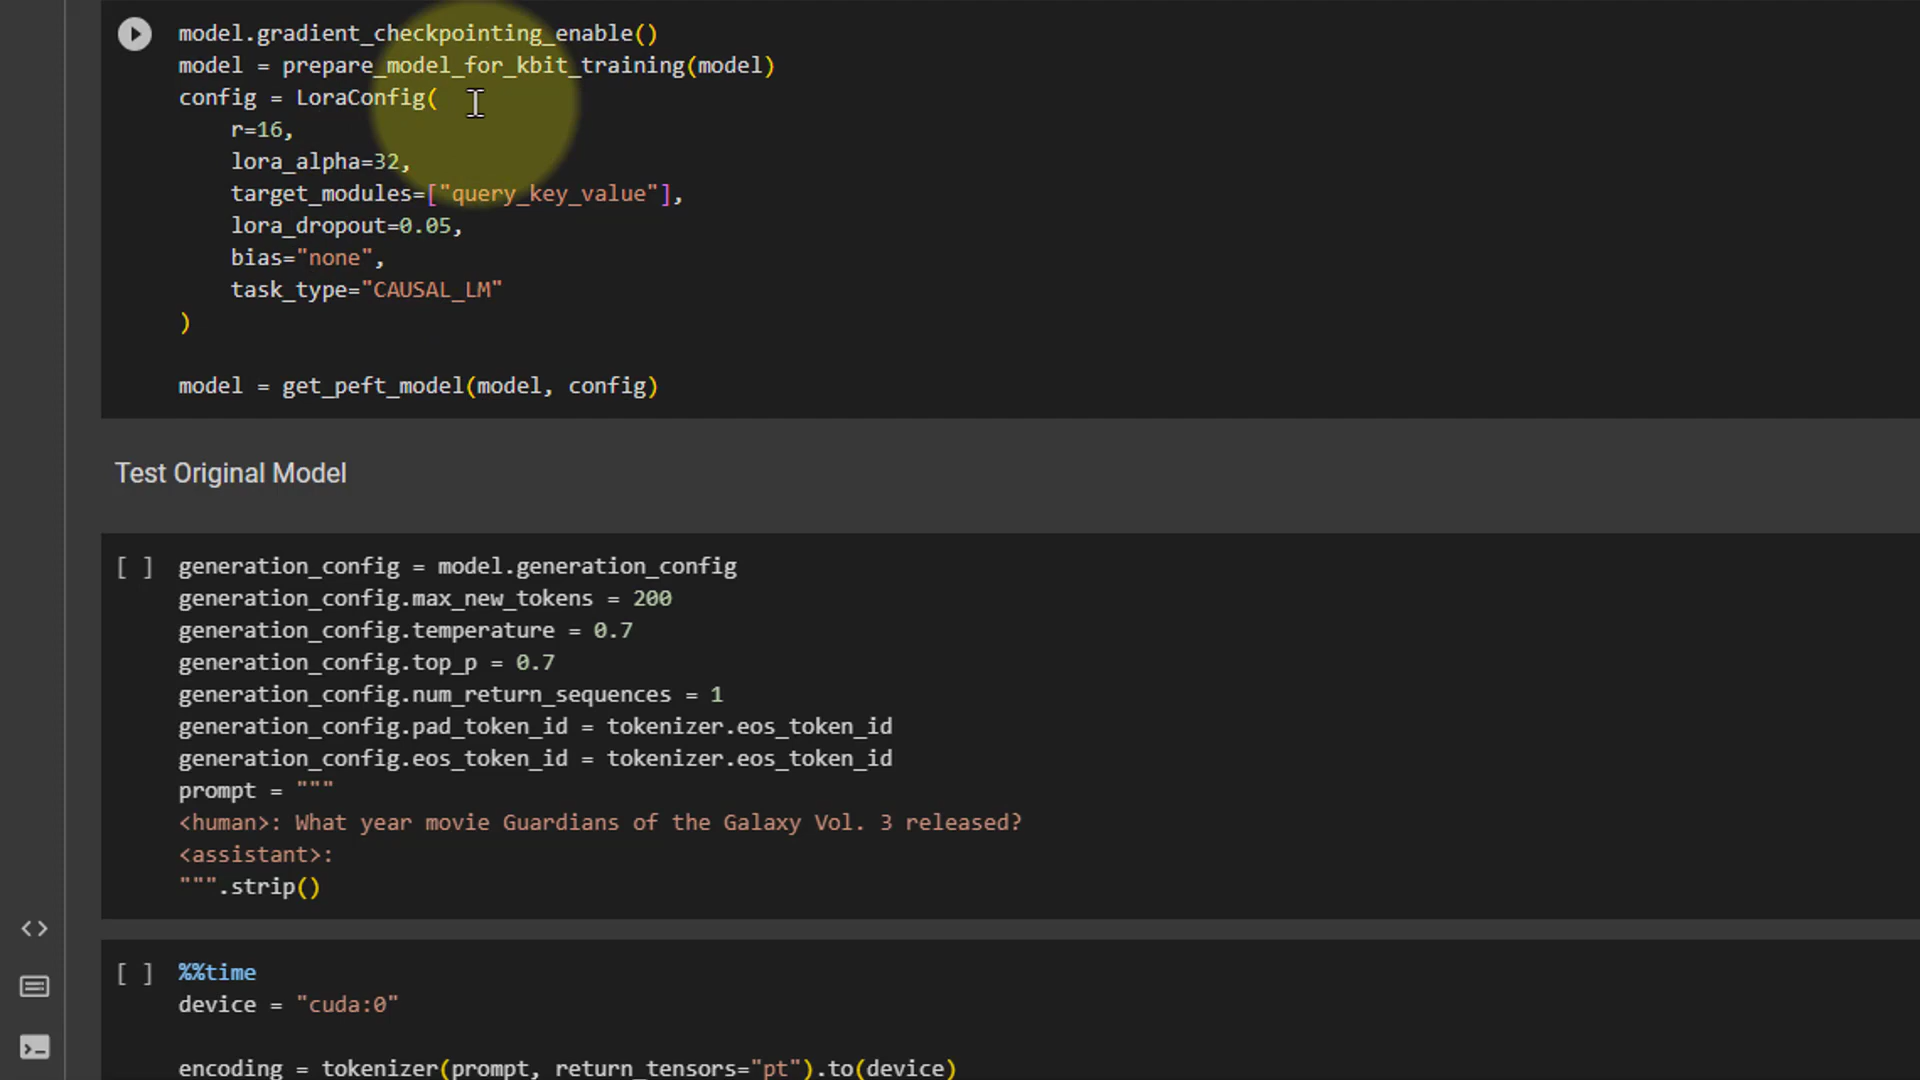 model.gradient_checkpointing_enable()
model = prepare_model_for_kbit_training(model)
config = LoraConfig(
    r=16,
    lora_alpha=32,
    target_modules=["query_key_value"],
    lora_dropout=0.05,
    bias="none",
    task_type="CAUSAL_LM"
)
model = get_peft_model(model, config)
Test Original Model
[ ] generation_config = model.generation_config
generation_config.max_new_tokens = 200
generation_config.temperature = 0.7
generation_config.top_p = 0.7
generation_config.num_return_sequences = 1
generation_config.pad_token_id = tokenizer.eos_token_id
generation_config.eos_token_id = tokenizer.eos_token_id
prompt = """
<human>: What year movie Guardians of the Galaxy Vol. 3 released?
<assistant>:
""".strip()
[ ] %%time
device = "cuda:0"
encoding = tokenizer(prompt, return_tensors="pt").to(device)